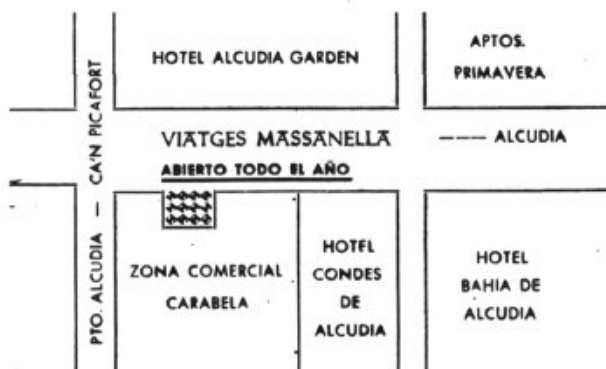 HOTEL ALCUDIA GARDEN
APTOS.
PRIMAVERA
PTO. ALCUDIA — CA'N PICAFORT
VIATGES MASSANELLA
---- ALCUDIA
ABIERTO TODO EL AÑO
ZONA COMERCIAL
CARABELA
HOTEL
CONDES
DE
ALCUDIA
HOTEL
BAHIA DE
ALCUDIA